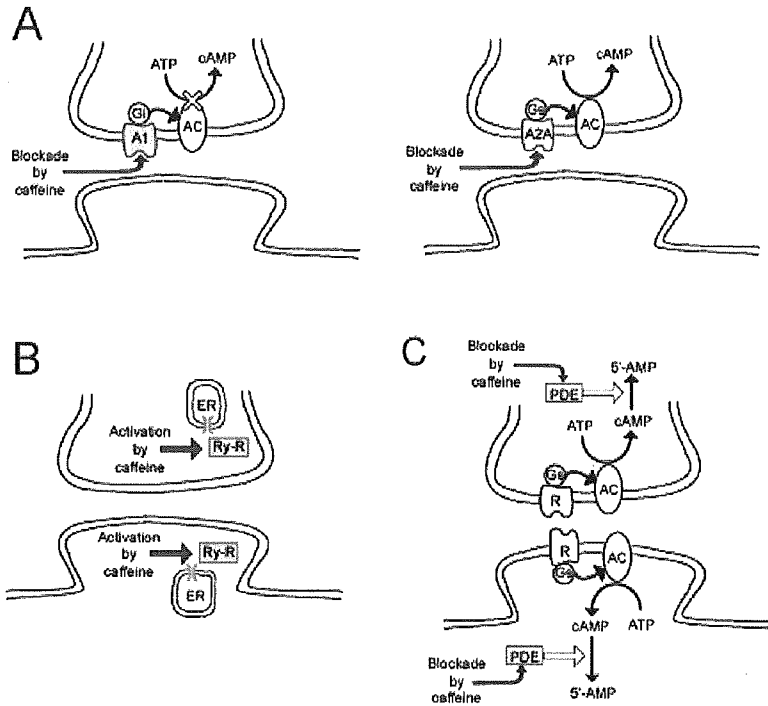 A
ATP
cAMP
Gi
A1
AC
Blockade
by
caffeine
ATP
cAMP
Gs
A2A
AC
Blockade
by
caffeine
B
ER
Activation
by
caffeine
Ry-R
Activation
by
caffeine
Ry-R
ER
C
Blockade
by
caffeine
5'-AMP
PDE
ATP
cAMP
Gs
AC
R
R
AC
Gs
cAMP
ATP
PDE
Blockade
by
caffeine
5'-AMP